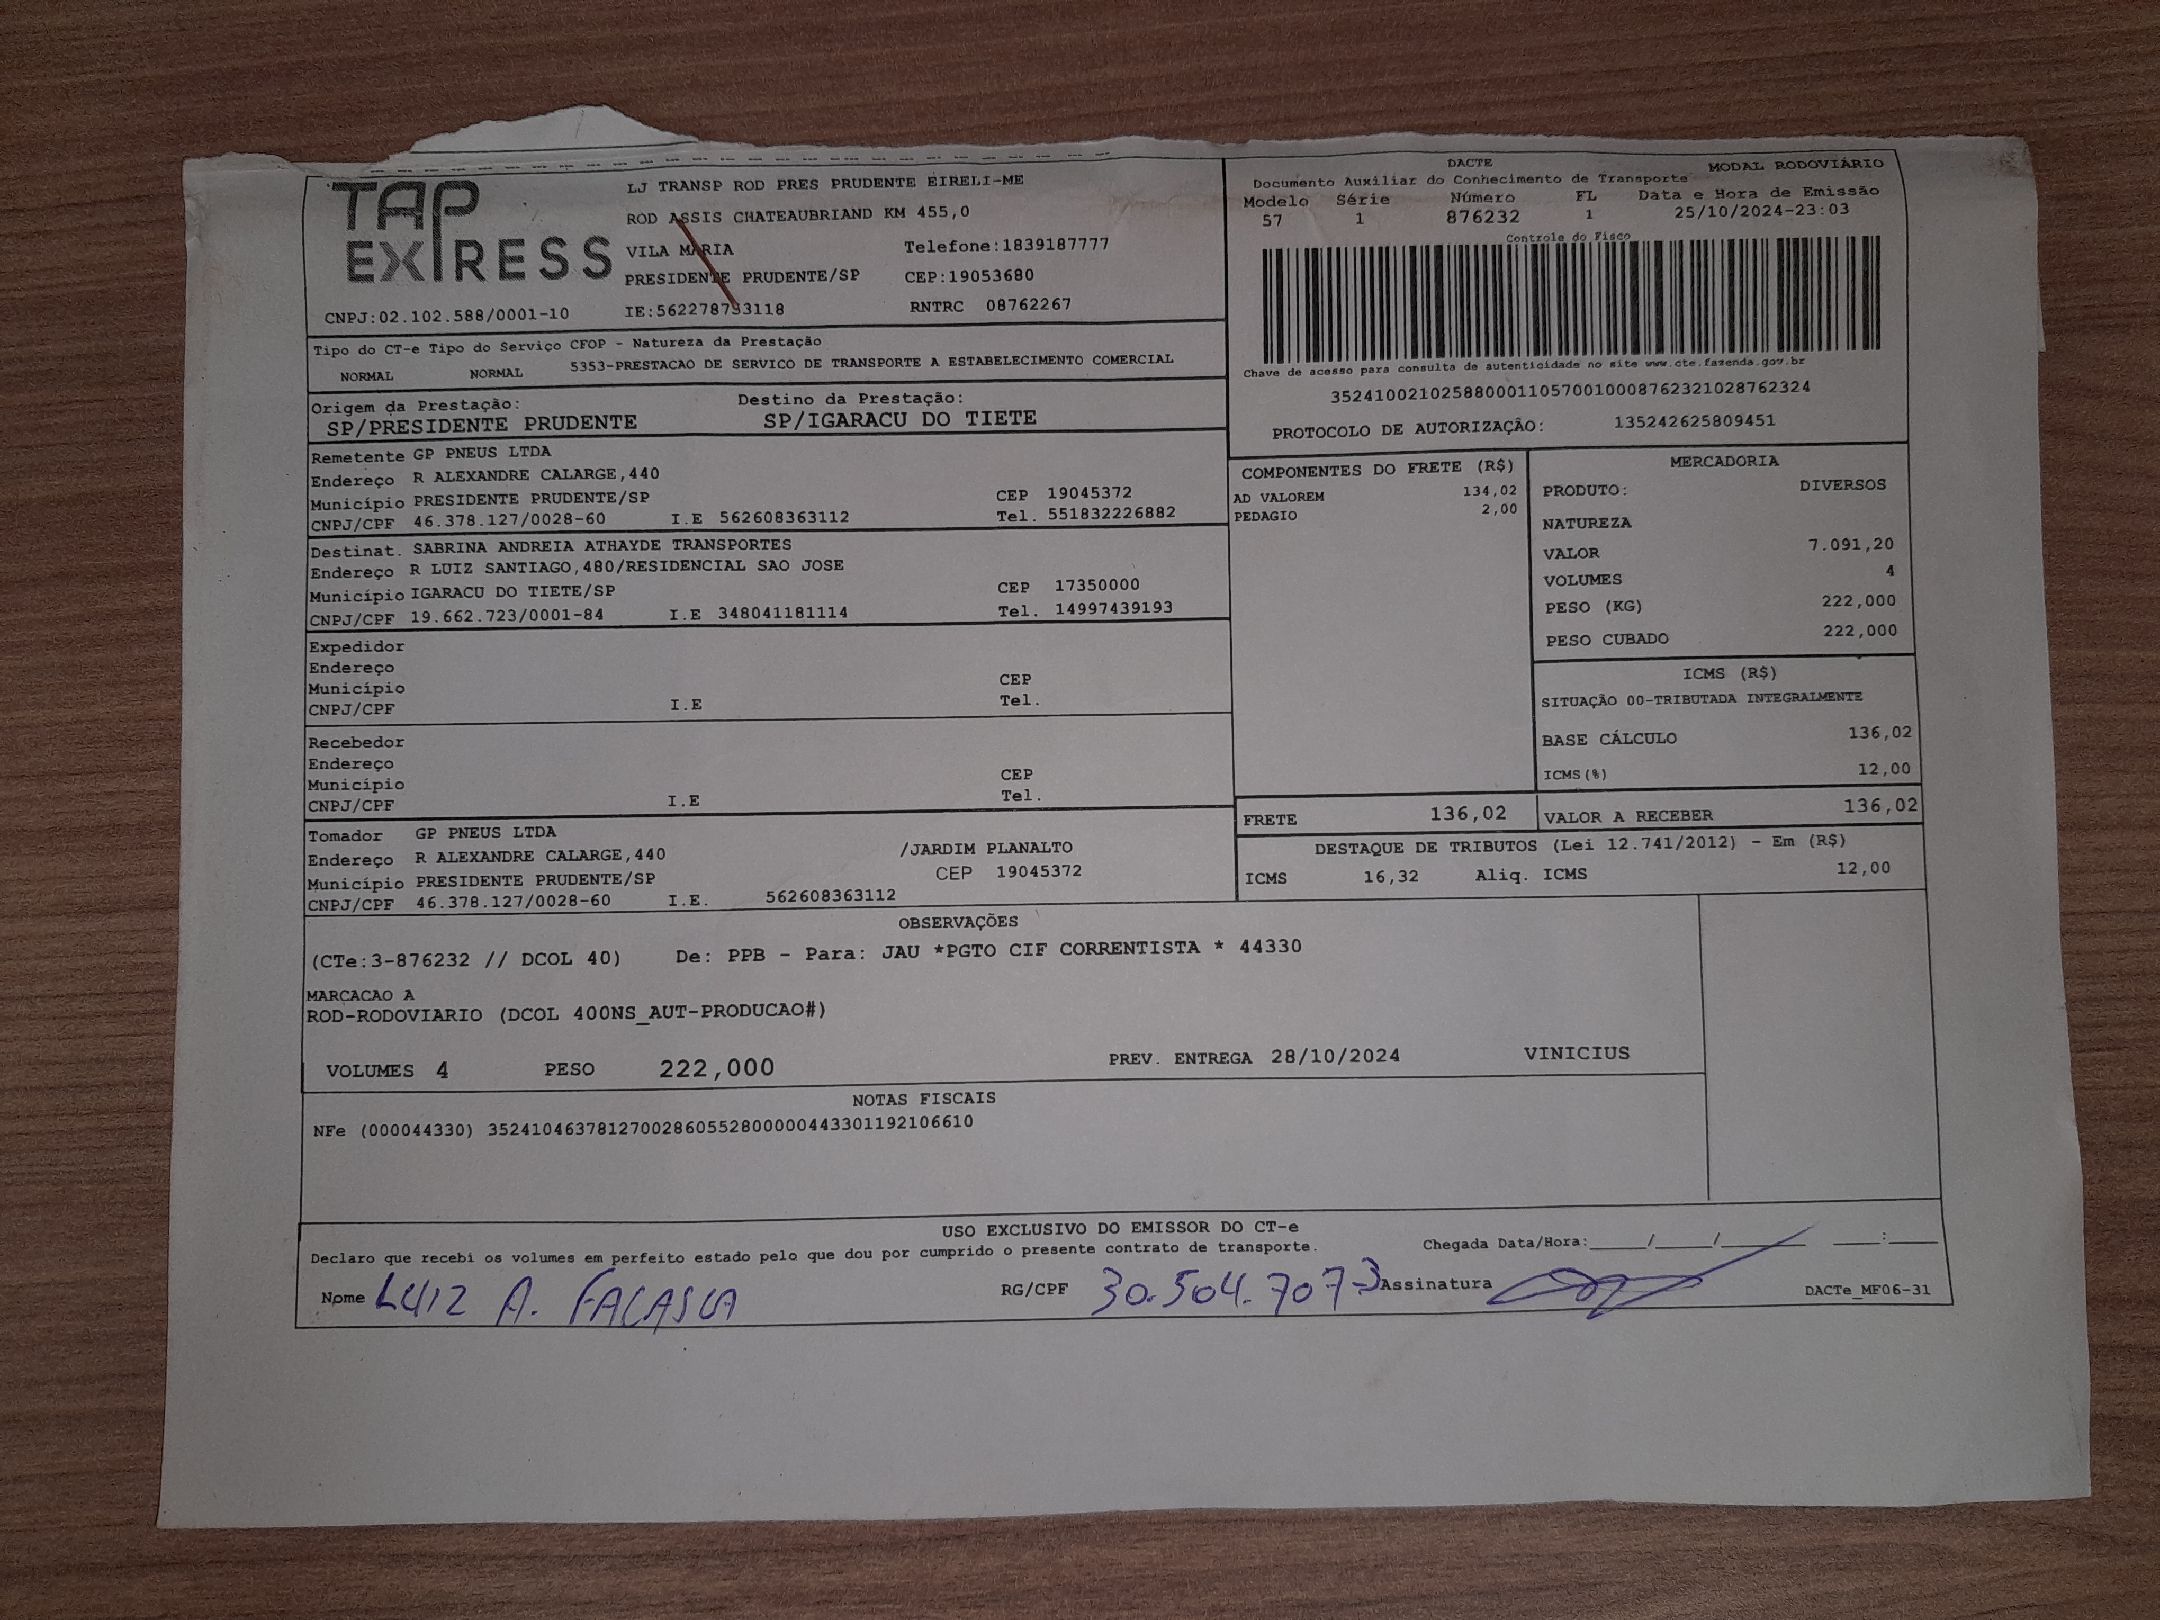 TAP EXPRESS
LJ TRANSP ROD PRES PRUDENTE EIRELI-ME
ROD ASSIS CHATEAUBRIAND KM 455,0
VILA MARIA Telefone:1839187777
PRESIDENTE PRUDENTE/SP CEP:19053680
CNPJ:02.102.588/0001-10 IE:562278793118 RNTRC 08762267
DACTE MODAL RODOVIÁRIO
Documento Auxiliar do Conhecimento de Transporte
Modelo Série Número FL Data e Hora de Emissão
57 1 876232 1 25/10/2024-23:03
Controle do Fisco
Chave de acesso para consulta de autenticidade no site www.cte.fazenda.gov.br
35241002102588000110570010008762321028762324
PROTOCOLO DE AUTORIZAÇÃO: 135242625809451
Tipo do CT-e Tipo do Serviço CFOP - Natureza da Prestação
NORMAL NORMAL 5353-PRESTACAO DE SERVICO DE TRANSPORTE A ESTABELECIMENTO COMERCIAL
Origem da Prestação: Destino da Prestação:
SP/PRESIDENTE PRUDENTE SP/IGARACU DO TIETE
Remetente GP PNEUS LTDA
Endereço R ALEXANDRE CALARGE,440
Município PRESIDENTE PRUDENTE/SP CEP 19045372
CNPJ/CPF 46.378.127/0028-60 I.E 562608363112 Tel. 551832226882
Destinat. SABRINA ANDREIA ATHAYDE TRANSPORTES
Endereço R LUIZ SANTIAGO,480/RESIDENCIAL SAO JOSE
Município IGARACU DO TIETE/SP CEP 17350000
CNPJ/CPF 19.662.723/0001-84 I.E 348041181114 Tel. 14997439193
Expedidor
Endereço
Município CEP
CNPJ/CPF I.E Tel.
Recebedor
Endereço
Município CEP
CNPJ/CPF I.E Tel.
Tomador GP PNEUS LTDA
Endereço R ALEXANDRE CALARGE,440 /JARDIM PLANALTO
Município PRESIDENTE PRUDENTE/SP CEP 19045372
CNPJ/CPF 46.378.127/0028-60 I.E. 562608363112
COMPONENTES DO FRETE (R$)
AD VALOREM 134,02
PEDAGIO 2,00
MERCADORIA
PRODUTO: DIVERSOS
NATUREZA
VALOR 7.091,20
VOLUMES 4
PESO (KG) 222,000
PESO CUBADO 222,000
ICMS (R$)
SITUAÇÃO 00-TRIBUTADA INTEGRALMENTE
BASE CÁLCULO 136,02
ICMS(%) 12,00
FRETE 136,02 VALOR A RECEBER 136,02
DESTAQUE DE TRIBUTOS (Lei 12.741/2012) - Em (R$)
ICMS 16,32 Aliq. ICMS 12,00
OBSERVAÇÕES
(CTe:3-876232 // DCOL 40) De: PPB - Para: JAU *PGTO CIF CORRENTISTA * 44330
MARCACAO A
ROD-RODOVIARIO (DCOL 400NS_AUT-PRODUCAO#)
VOLUMES 4 PESO 222,000 PREV. ENTREGA 28/10/2024 VINICIUS
NOTAS FISCAIS
NFe (000044330) 35241046378127002860552800000443301192106610
USO EXCLUSIVO DO EMISSOR DO CT-e
Declaro que recebi os volumes em perfeito estado pelo que dou por cumprido o presente contrato de transporte. Chegada Data/Hora:____/____/______ ____:____
Nome LUIZ A. FACASCA RG/CPF 30.504.707-3 Assinatura DACTe_MF06-31